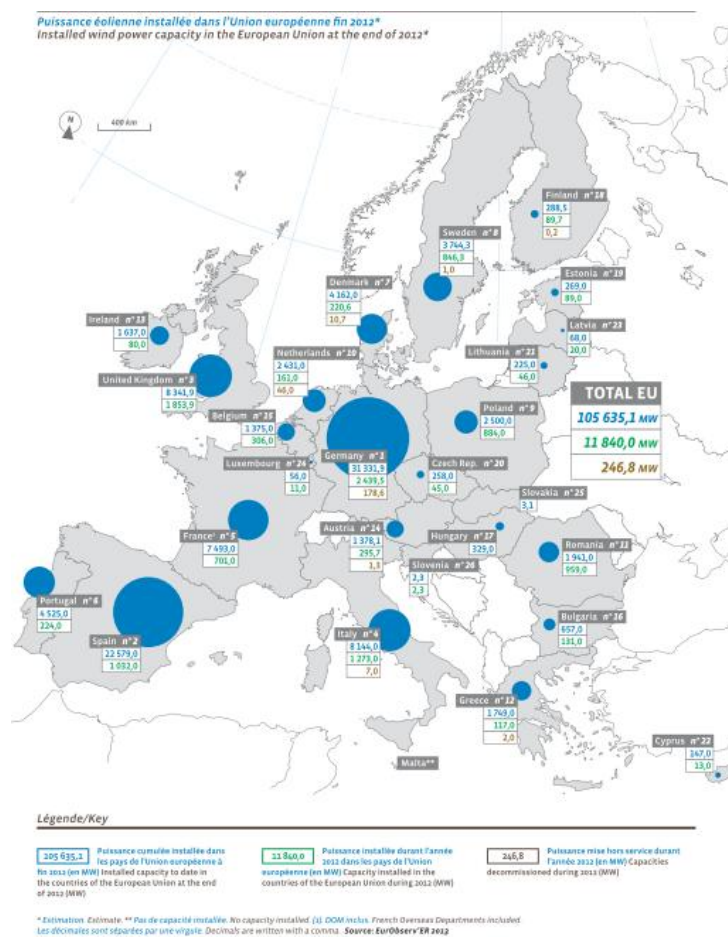 Puissance éolienne installée dans l'Union européenne fin 2012*
Installed wind power capacity in the European Union at the end of 2012*
N
400 km
Finland n° 18
288,5
89,7
0,2
Sweden n° 8
3 744,3
846,3
1,0
Denmark n° 7
4 162,0
220,6
10,7
Estonia n° 19
269,0
89,0
Latvia n° 23
68,0
20,0
Lithuania n° 21
225,0
46,0
Ireland n° 13
1 637,0
80,0
United Kingdom n° 3
8 341,9
1 853,9
Netherlands n° 10
2 431,0
161,0
46,0
Belgium n° 15
1 375,0
306,0
Luxembourg n° 24
56,0
11,0
Germany n° 1
31 331,9
2 439,5
178,6
Poland n° 9
2 500,0
884,0
Czech Rep. n° 20
258,0
45,0
TOTAL EU
105 635,1 MW
11 840,0 MW
246,8 MW
Slovakia n° 25
3,1
France¹ n° 5
7 493,0
701,0
Austria n° 14
1 378,1
295,7
1,3
Hungary n° 17
329,0
Romania n° 11
1 941,0
959,0
Slovenia n° 26
2,3
2,3
Portugal n° 6
4 525,0
224,0
Spain n° 2
22 579,0
1 032,0
Italy n° 4
8 144,0
1 273,0
7,0
Bulgaria n° 16
657,0
131,0
Greece n° 12
1 749,0
117,0
2,0
Malta**
Cyprus n° 22
147,0
13,0
Légende/Key
105 635,1
Puissance cumulée installée dans
les pays de l'Union européenne à
fin 2012 (en MW) Installed capacity to date in
the countries of the European Union at the end
of 2012 (MW)
11 840,0
Puissance installée durant l'année
2012 dans les pays de l'Union
européenne (en MW) Capacity installed in the
countries of the European Union during 2012 (MW)
246,8
Puissance mise hors service durant
l'année 2012 (en MW) Capacities
decommissioned during 2012 (MW)
* Estimation. Estimate. ** Pas de capacité installée. No capacity installed. (1). DOM inclus. French Overseas Departments included.
Les décimales sont séparées par une virgule. Decimals are written with a comma. Source: EurObserv'ER 2013